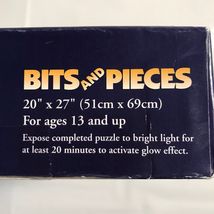 BITS AND PIECES
20" x 27" (51cm x 69cm)
For ages 13 and up
Expose completed puzzle to bright light for
at least 20 minutes to activate glow effect.